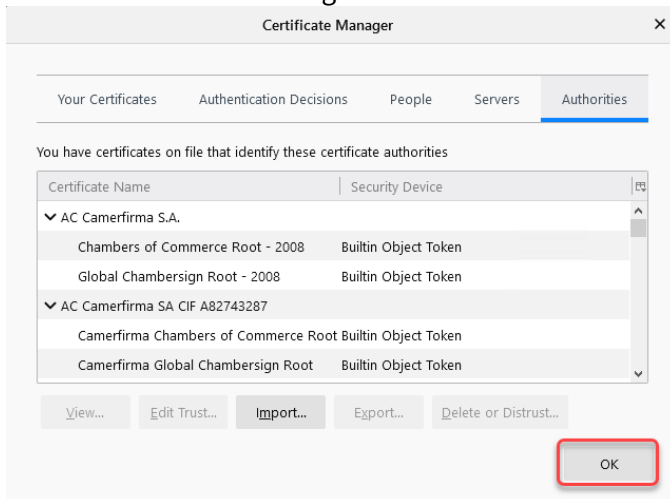 Certificate Manager
Your Certificates Authentication Decisions People Servers Authorities
You have certificates on file that identify these certificate authorities
Certificate Name Security Device
AC Camerfirma S.A.
Chambers of Commerce Root - 2008 Builtin Object Token
Global Chambersign Root - 2008 Builtin Object Token
AC Camerfirma SA CIF A82743287
Camerfirma Chambers of Commerce Root Builtin Object Token
Camerfirma Global Chambersign Root Builtin Object Token
View... Edit Trust... Import... Export... Delete or Distrust...
OK